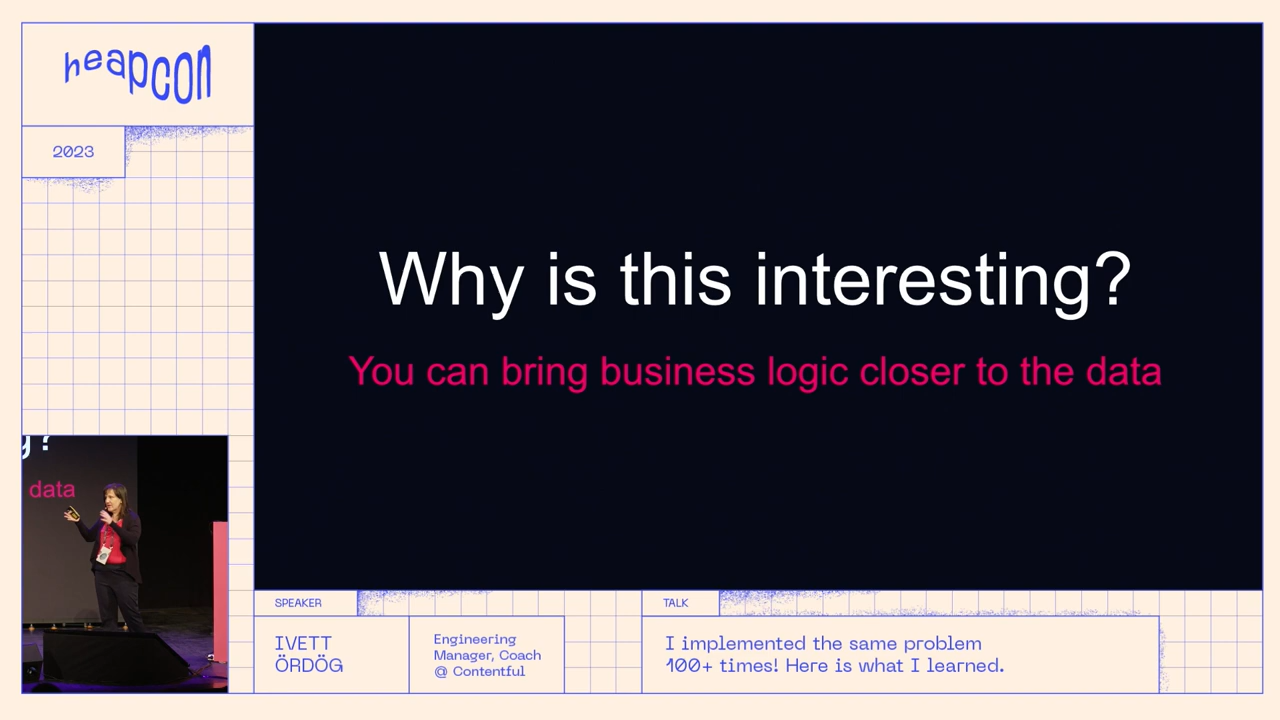 heapcon
2023
Why is this interesting?
You can bring business logic closer to the data
y?
data
SPEAKER
IVETT
ÖRDÖG
Engineering
Manager, Coach
@ Contentful
TALK
I implemented the same problem
100+ times! Here is what I learned.